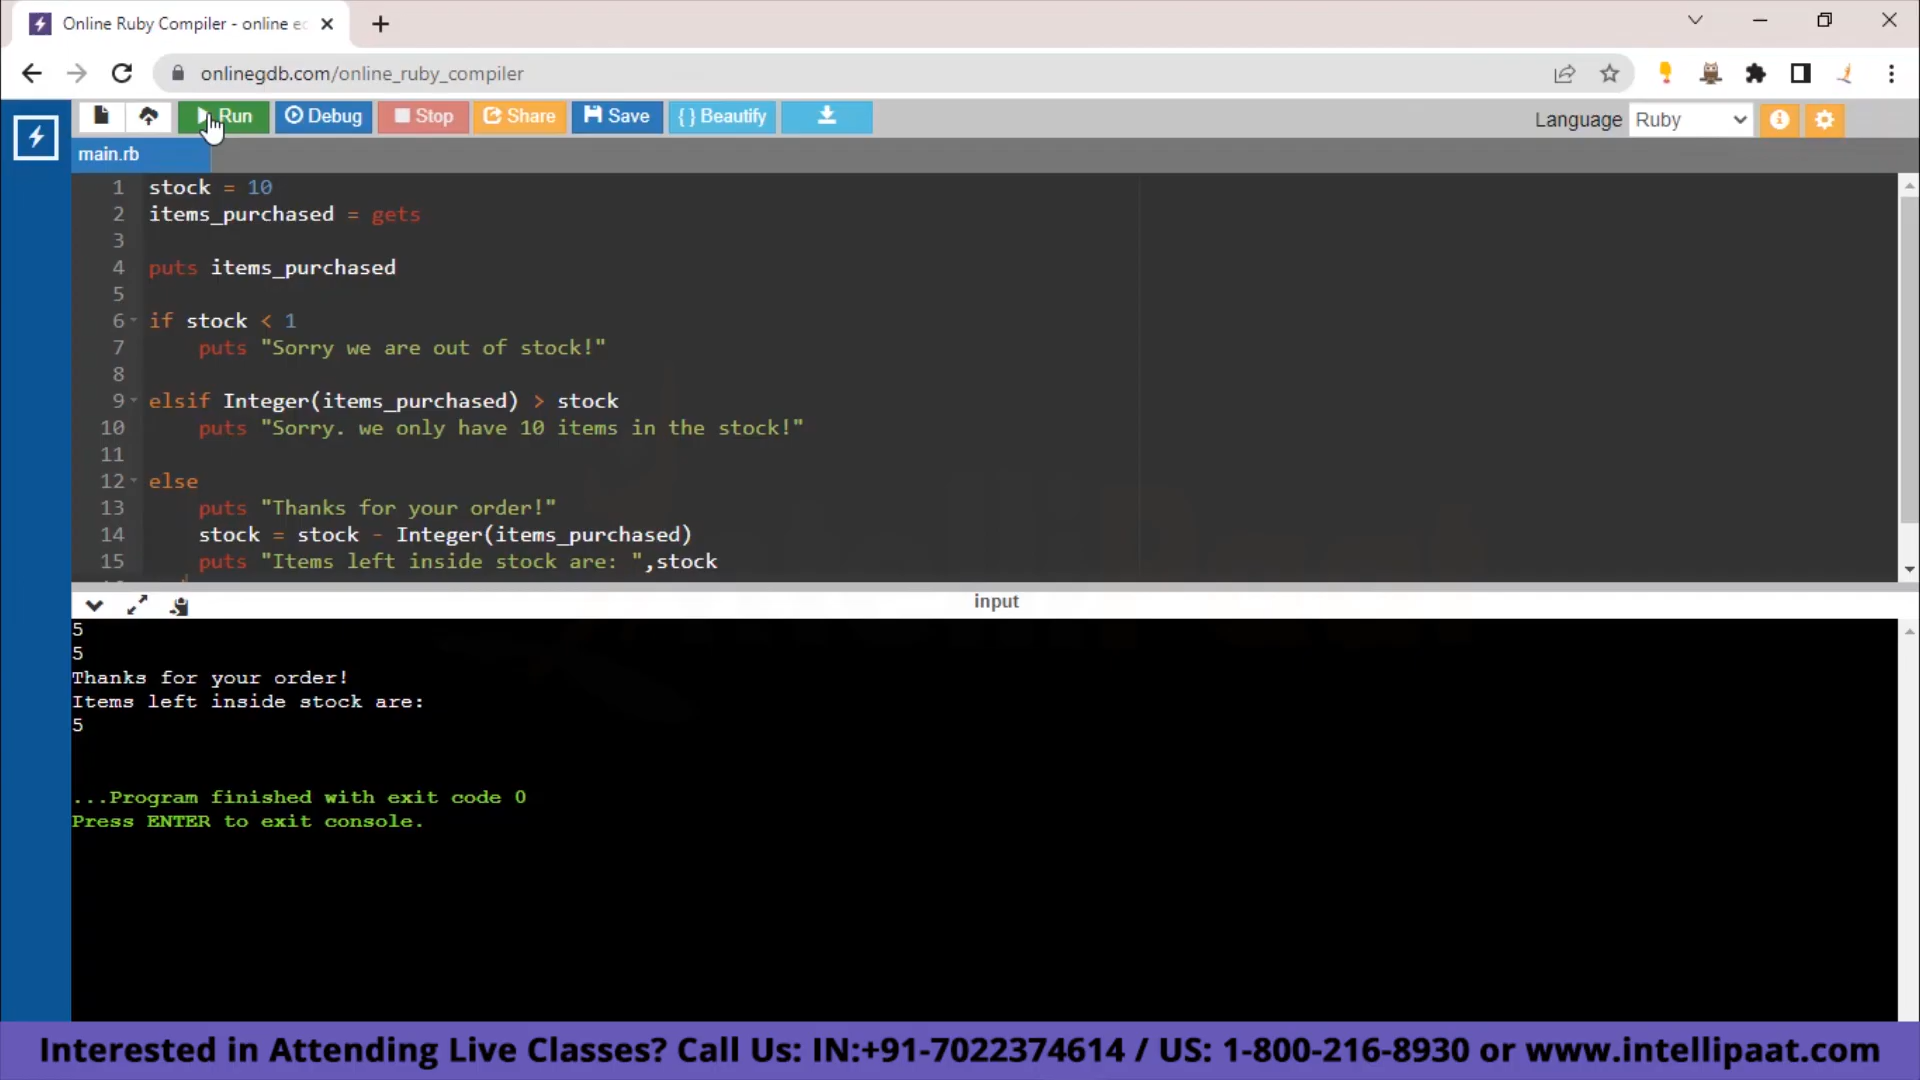 Online Ruby Compiler - online ec
onlinegdb.com/online_ruby_compiler
Run Debug Stop Share Save { } Beautify
Language Ruby
main.rb
1 stock = 10
2 items_purchased = gets
3
4 puts items_purchased
5
6 if stock < 1
7 puts "Sorry we are out of stock!"
8
9 elsif Integer(items_purchased) > stock
10 puts "Sorry. we only have 10 items in the stock!"
11
12 else
13 puts "Thanks for your order!"
14 stock = stock - Integer(items_purchased)
15 puts "Items left inside stock are: ",stock
input
5
5
Thanks for your order!
Items left inside stock are:
5
...Program finished with exit code 0
Press ENTER to exit console.
Interested in Attending Live Classes? Call Us: IN:+91-7022374614 / US: 1-800-216-8930 or www.intellipaat.com